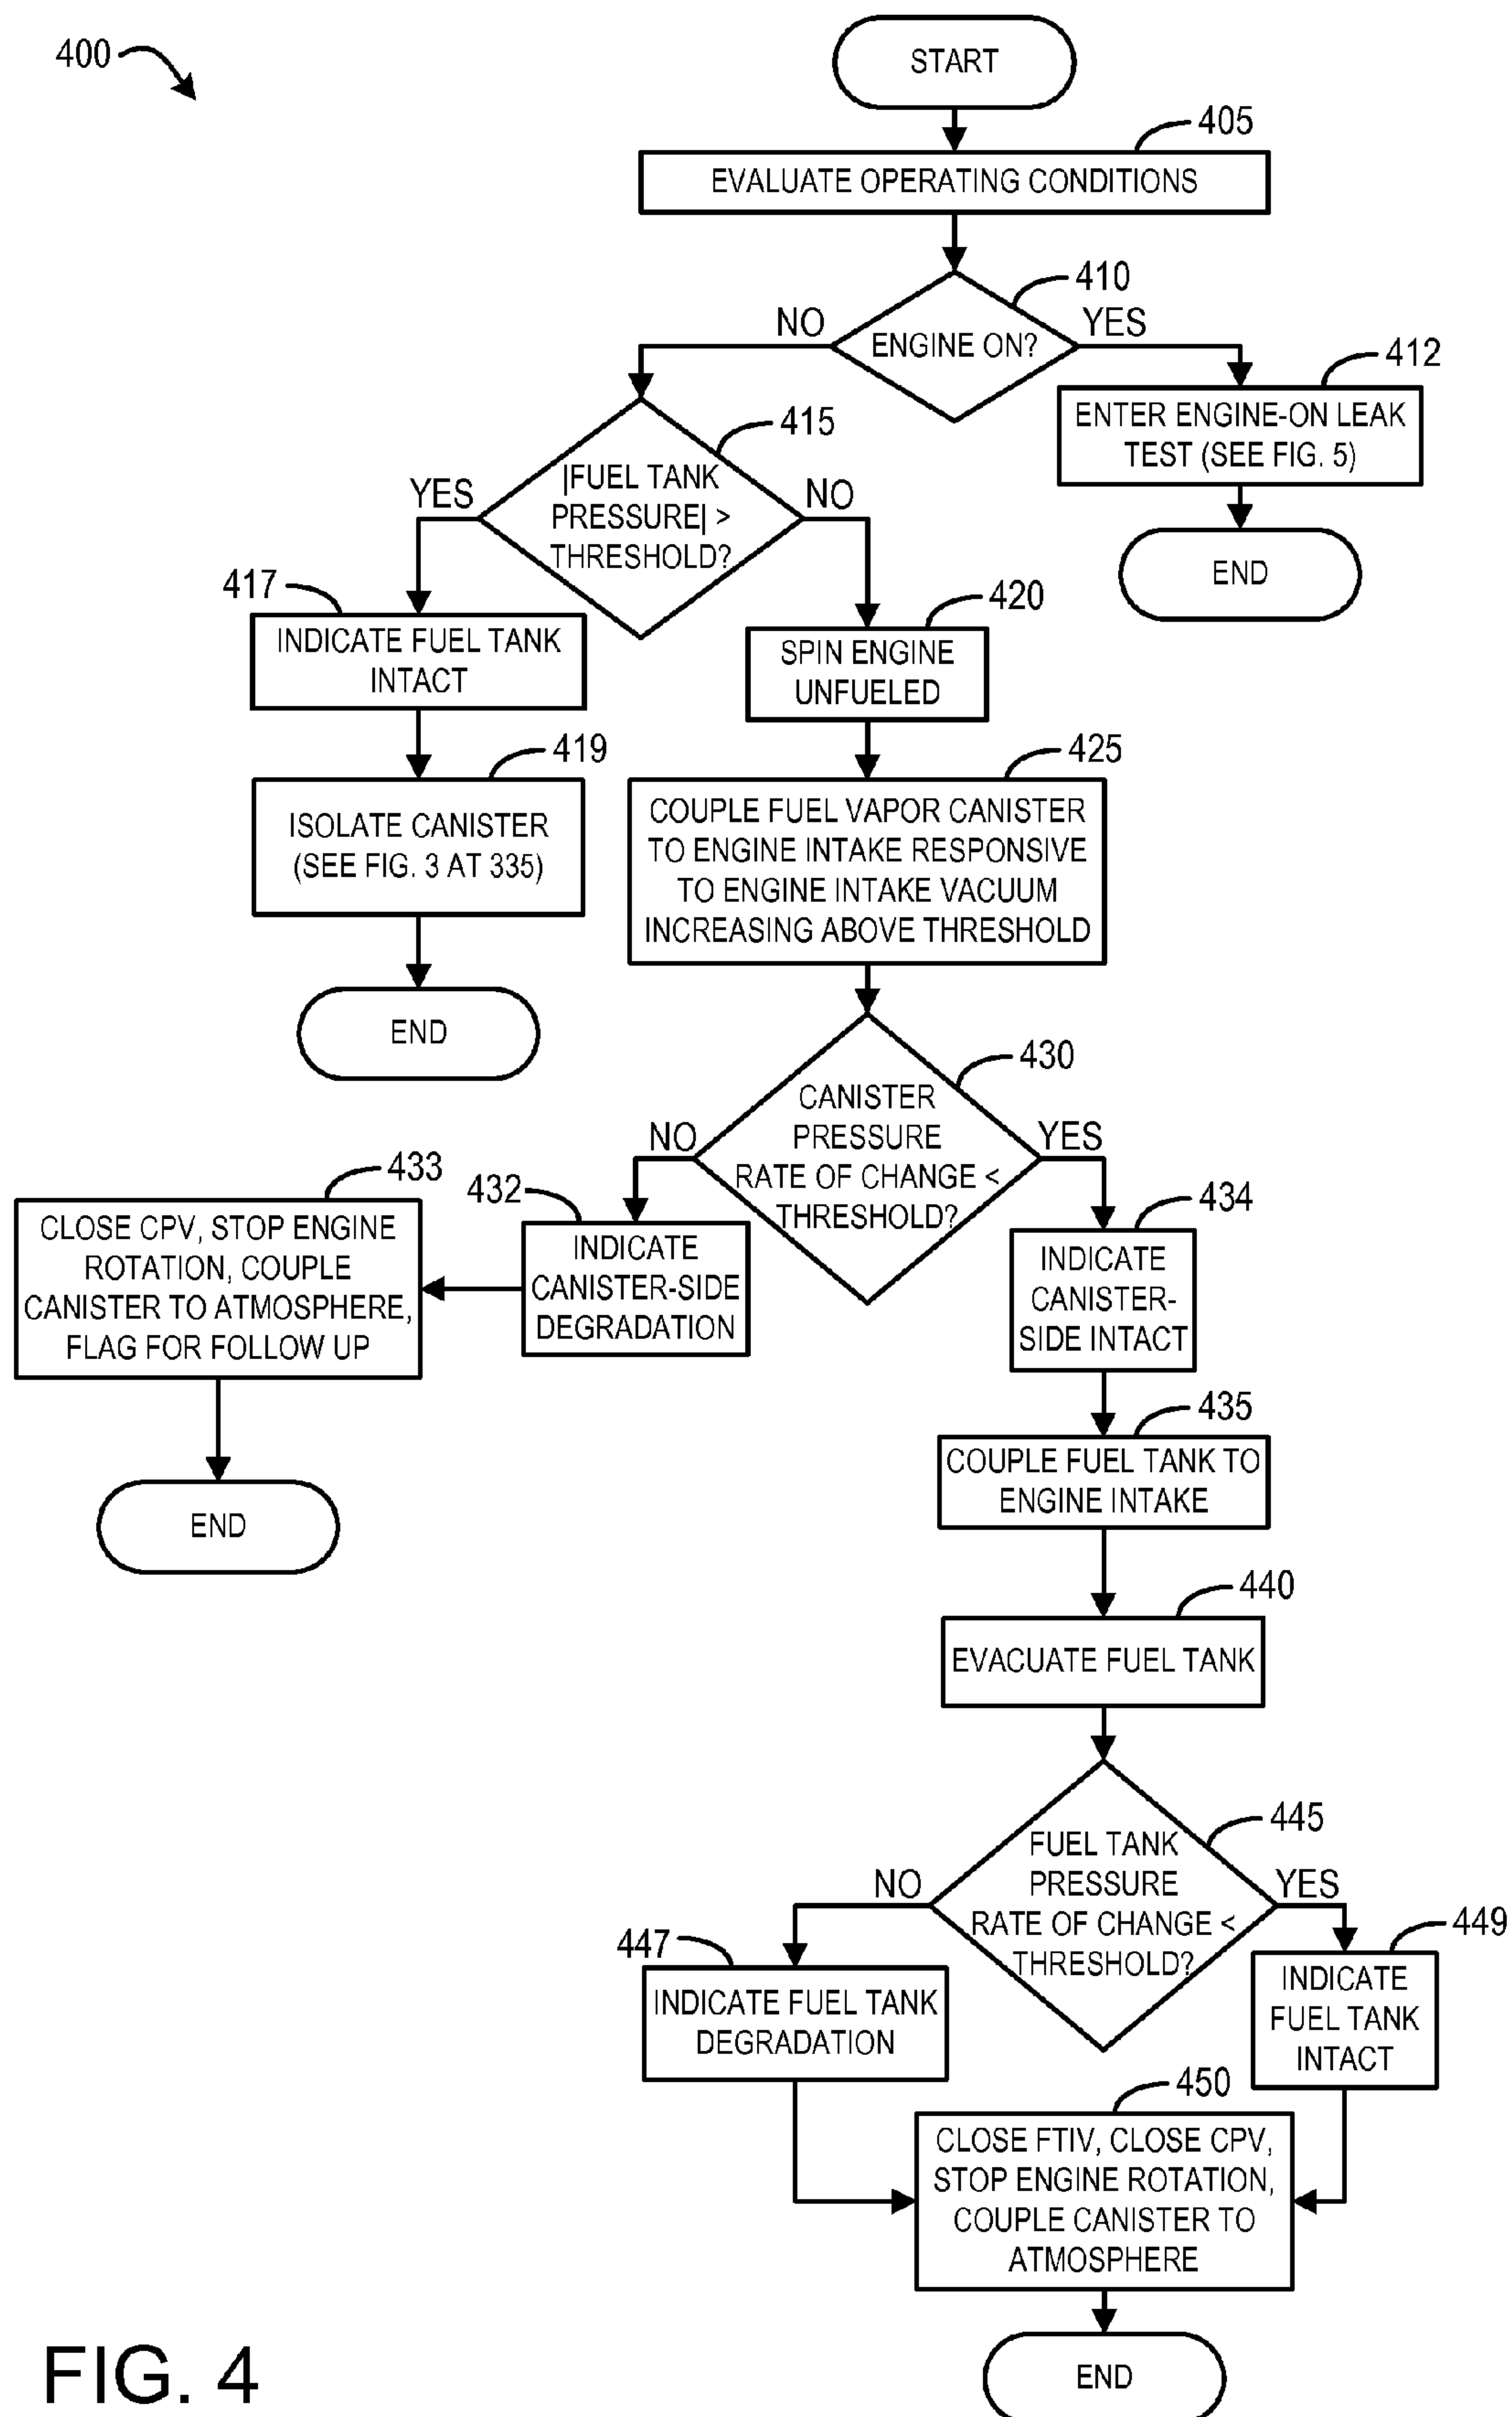 400
START
405
EVALUATE OPERATING CONDITIONS
410
NO
YES
ENGINE ON?
412
ENTER ENGINE-ON LEAK
TEST (SEE FIG. 5)
END
415
YES
NO
|FUEL TANK
PRESSURE| >
THRESHOLD?
417
INDICATE FUEL TANK
INTACT
420
SPIN ENGINE
UNFUELED
419
ISOLATE CANISTER
(SEE FIG. 3 AT 335)
END
425
COUPLE FUEL VAPOR CANISTER
TO ENGINE INTAKE RESPONSIVE
TO ENGINE INTAKE VACUUM
INCREASING ABOVE THRESHOLD
430
NO
YES
CANISTER
PRESSURE
RATE OF CHANGE <
THRESHOLD?
433
CLOSE CPV, STOP ENGINE
ROTATION, COUPLE
CANISTER TO ATMOSPHERE,
FLAG FOR FOLLOW UP
END
432
INDICATE
CANISTER-SIDE
DEGRADATION
434
INDICATE
CANISTER-
SIDE INTACT
435
COUPLE FUEL TANK TO
ENGINE INTAKE
440
EVACUATE FUEL TANK
445
NO
YES
FUEL TANK
PRESSURE
RATE OF CHANGE <
THRESHOLD?
447
INDICATE FUEL TANK
DEGRADATION
449
INDICATE
FUEL TANK
INTACT
450
CLOSE FTIV, CLOSE CPV,
STOP ENGINE ROTATION,
COUPLE CANISTER TO
ATMOSPHERE
END
FIG. 4